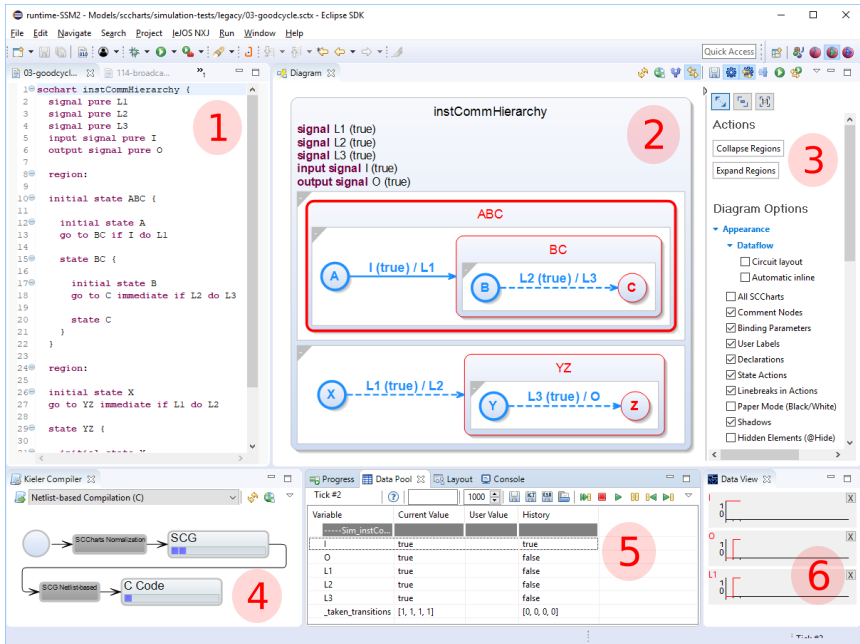 runtime-SSM2 - Models/sccharts/simulation-tests/legacy/03-goodcycle.sctx - Eclipse SDK
File Edit Navigate Search Project leJOS NXJ Run Window Help
Quick Access
03-goodcycl...
114-broadca...
1 scchart instCommHierarchy {
2 signal pure L1
3 signal pure L2
4 signal pure L3
5 input signal pure I
6 output signal pure O
7
8 region:
9
10 initial state ABC {
11
12 initial state A
13 go to BC if I do L1
14
15 state BC {
16
17 initial state B
18 go to C immediate if L2 do L3
19
20 state C
21 }
22 }
23
24 region:
25
26 initial state X
27 go to YZ immediate if L1 do L2
28
29 state YZ {
30
1
Diagram
instCommHierarchy
signal L1 (true)
signal L2 (true)
signal L3 (true)
input signal I (true)
output signal O (true)
2
ABC
A
I (true) / L1
BC
B
L2 (true) / L3
C
X
L1 (true) / L2
YZ
Y
L3 (true) / O
Z
Actions
Collapse Regions
Expand Regions
3
Diagram Options
Appearance
Dataflow
Circuit layout
Automatic inline
All SCCharts
Comment Nodes
Binding Parameters
User Labels
Declarations
State Actions
Linebreaks in Actions
Paper Mode (Black/White)
Shadows
Hidden Elements (@Hide)
Kieler Compiler
Netlist-based Compilation (C)
SCCharts Normalization
SCG
SCG Netlist-based
C Code
4
Progress Data Pool Layout Console
Tick #2
1000
Variable Current Value User Value History
-----Sim_instCo...
I true true
O true false
L1 true false
L2 true false
L3 true false
_taken_transitions [1, 1, 1, 1] [0, 0, 0, 0]
5
Data View
I
1
0
X
O
1
0
X
L1
1
0
X
6
Tick #2